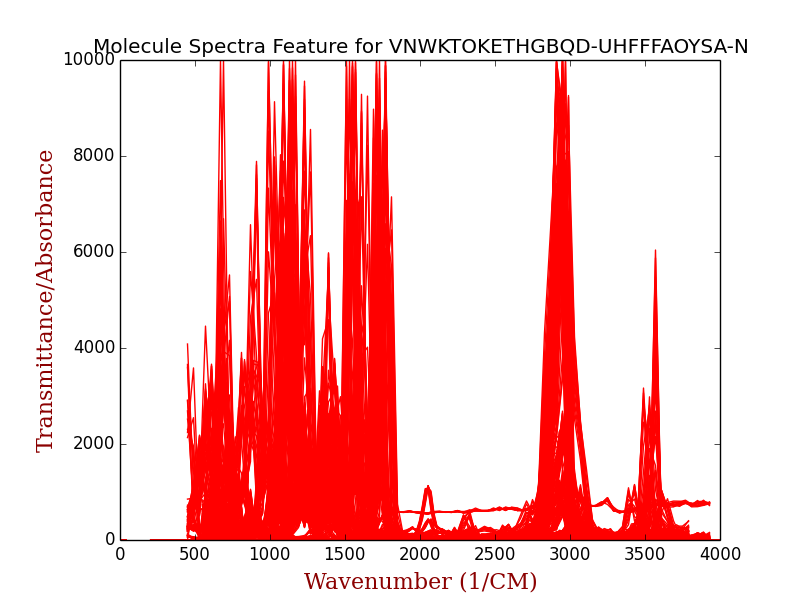 Molecule Spectra Feature for VNWKTOKETHGBQD-UHFFFAOYSA-N
10000
8000
6000
4000
2000
0
Transmittance/Absorbance
0 500 1000 1500 2000 2500 3000 3500 4000
Wavenumber (1/CM)